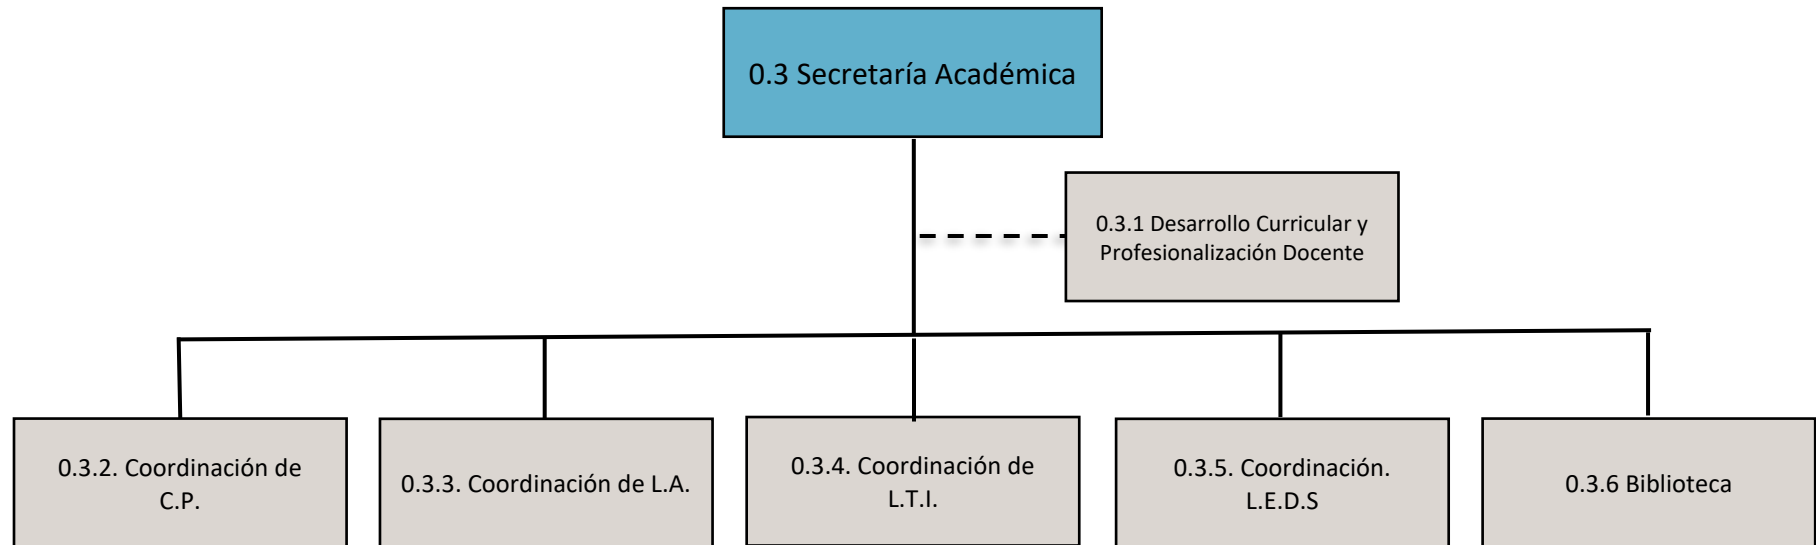 0.3 Secretaría Académica
0.3.1 Desarrollo Curricular y
Profesionalización Docente
0.3.2. Coordinación de
C.P.
0.3.3. Coordinación de L.A.
0.3.4. Coordinación de
L.T.I.
0.3.5. Coordinación.
L.E.D.S
0.3.6 Biblioteca